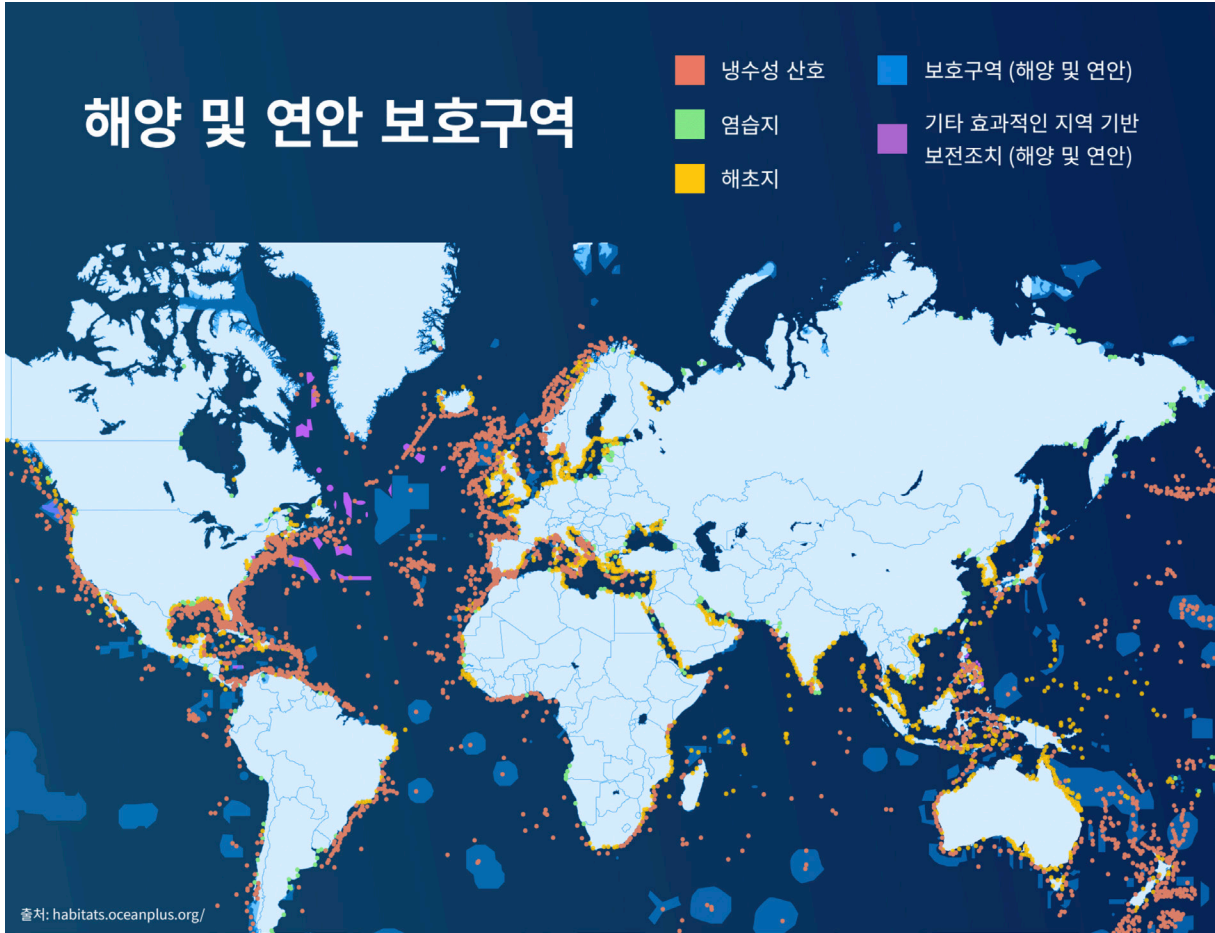 해양 및 연안 보호구역
냉수성 산호
염습지
해초지
보호구역 (해양 및 연안)
기타 효과적인 지역 기반
보전조치 (해양 및 연안)
출처: habitats.oceanplus.org/